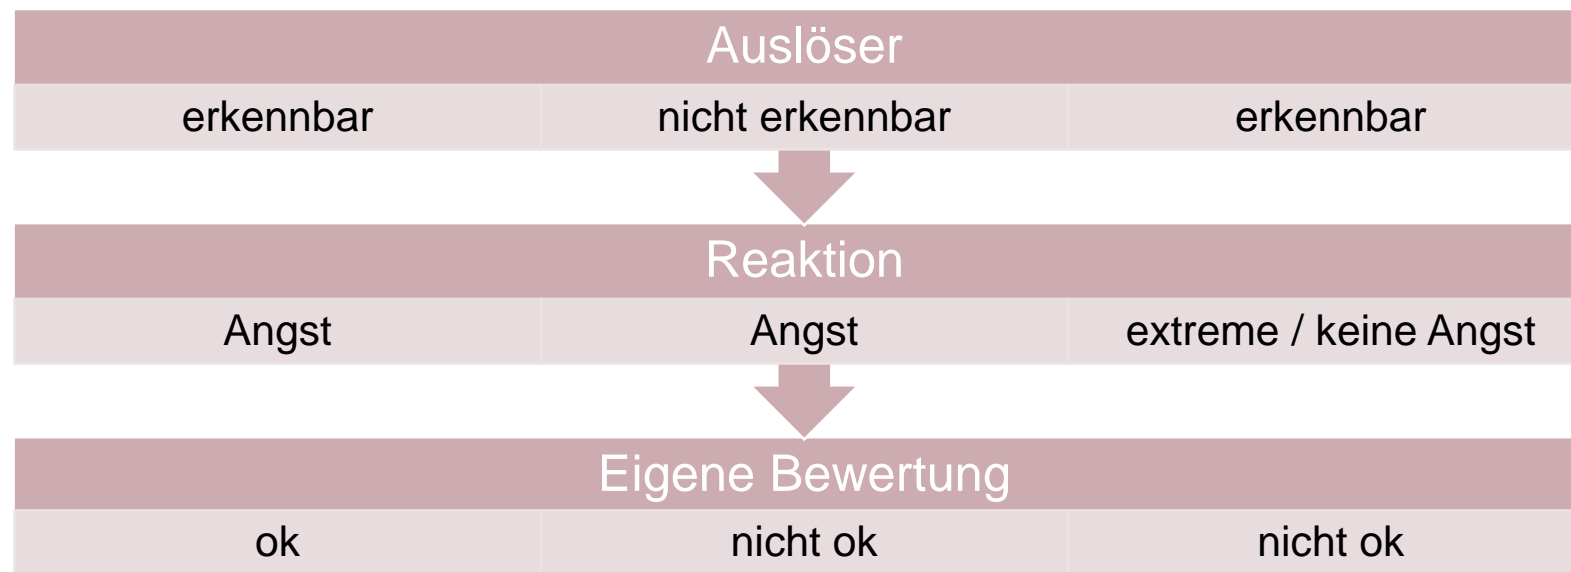 Auslöser
erkennbar nicht erkennbar erkennbar
Reaktion
Angst Angst extreme / keine Angst
Eigene Bewertung
ok nicht ok nicht ok